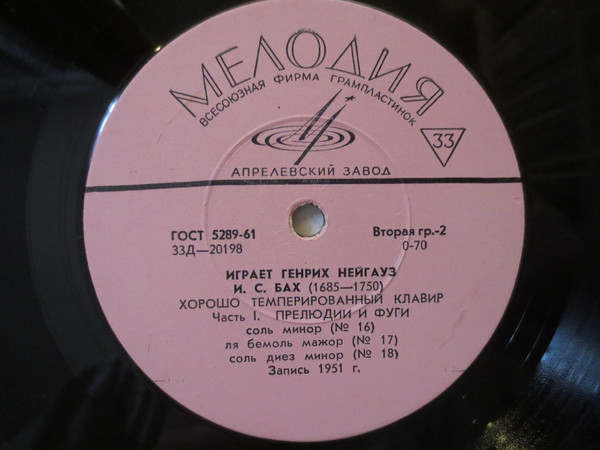 МЕЛОДИЯ
ВСЕСОЮЗНАЯ ФИРМА ГРАМПЛАСТИНОК
33
АПРЕЛЕВСКИЙ ЗАВОД
ГОСТ 5289-61 Вторая гр.-2
33Д—20198 0-70
ИГРАЕТ ГЕНРИХ НЕЙГАУЗ
И. С. БАХ (1685—1750)
ХОРОШО ТЕМПЕРИРОВАННЫЙ КЛАВИР
Часть I. ПРЕЛЮДИИ И ФУГИ
соль минор (№ 16)
ля бемоль мажор (№ 17)
соль диез минор (№ 18)
Запись 1951 г.